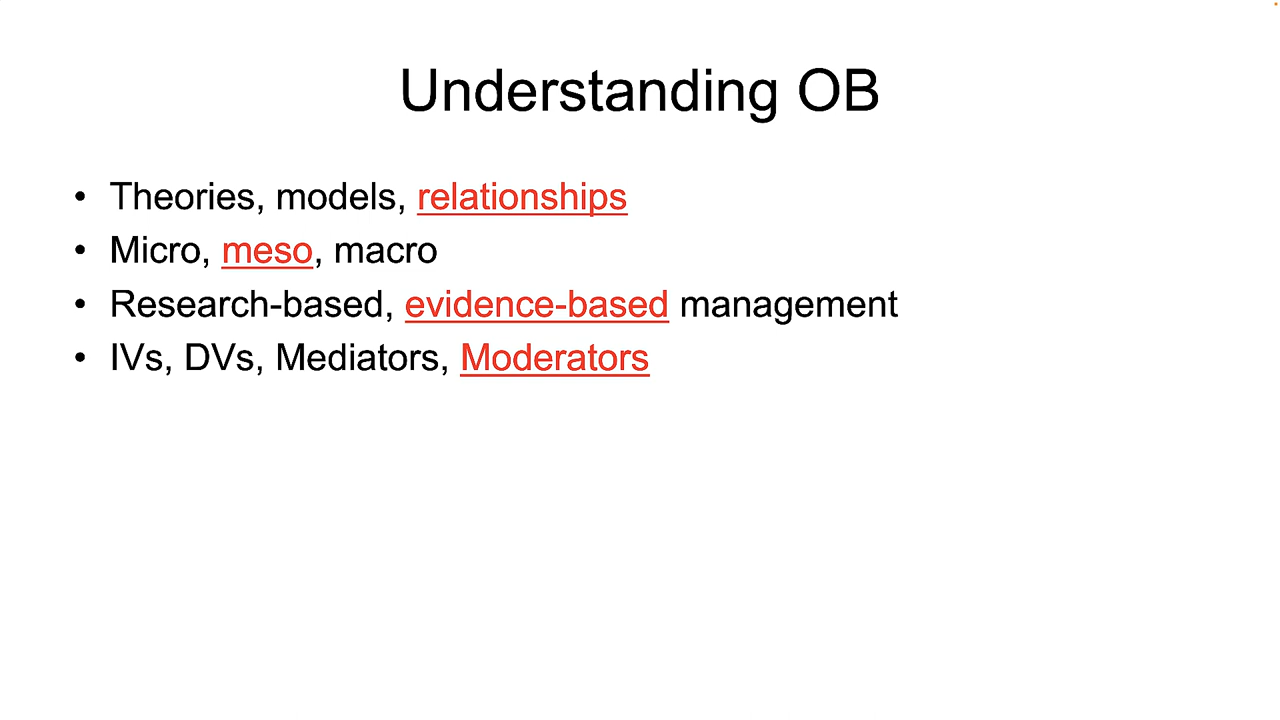 Understanding OB
• Theories, models, relationships
• Micro, meso, macro
• Research-based, evidence-based management
• IVs, DVs, Mediators, Moderators